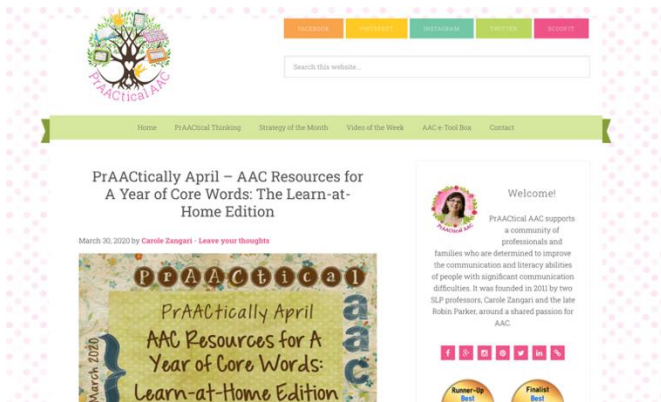 PrAACtical AAC
FACEBOOK
PINTEREST
INSTAGRAM
TWITTER
SCOOP.IT
Search this website...
Home
PrAACtical Thinking
Strategy of the Month
Video of the Week
AAC e-Tool Box
Contact
PrAACtically April – AAC Resources for
A Year of Core Words: The Learn-at-
Home Edition
March 30, 2020 by Carole Zangari - Leave your thoughts
PrAACtical
aac
PrAACtically April
AAC Resources for A
Year of Core Words:
Learn-at-Home Edition
March 2020
Welcome!
PrAACtical AAC
PrAACtical AAC supports
a community of
professionals and
families who are determined to improve
the communication and literacy abilities
of people with significant communication
difficulties. It was founded in 2011 by two
SLP professors, Carole Zangari and the late
Robin Parker, around a shared passion for
AAC.
Runner-Up
Best
Finalist
Best